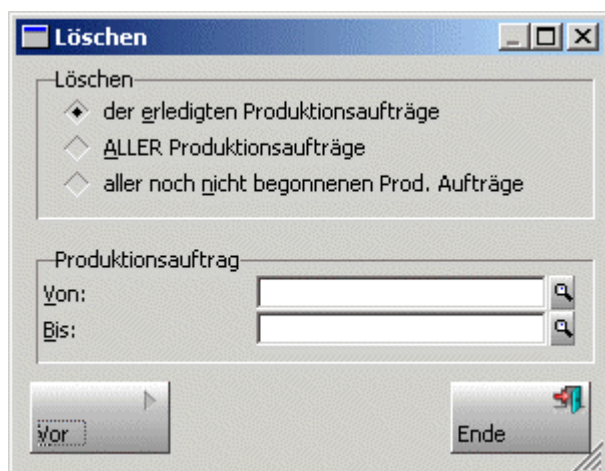 Löschen
Löschen
der erledigten Produktionsaufträge
ALLER Produktionsaufträge
aller noch nicht begonnenen Prod. Aufträge
Produktionsauftrag
Von:
Bis:
Vor
Ende